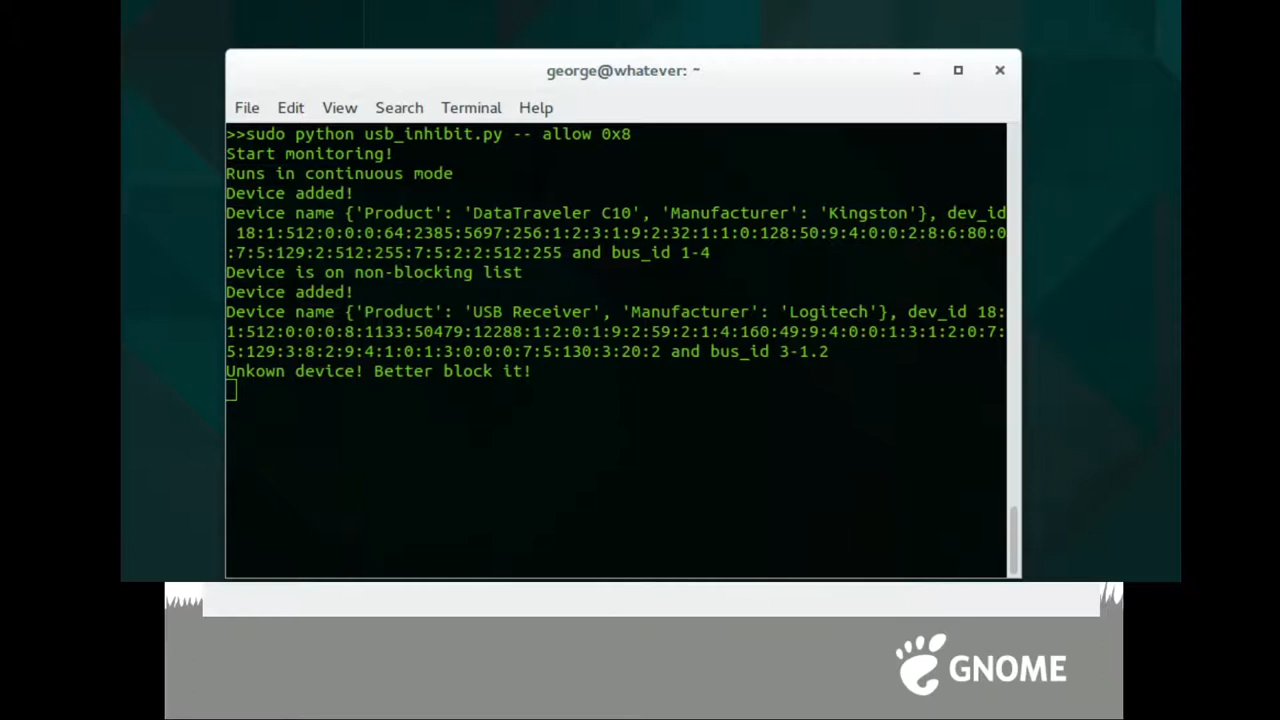 george@whatever: ~
File Edit View Search Terminal Help
>>sudo python usb_inhibit.py -- allow 0x8
Start monitoring!
Runs in continuous mode
Device added!
Device name {'Product': 'DataTraveler C10', 'Manufacturer': 'Kingston'}, dev_id
18:1:512:0:0:0:64:2385:5697:256:1:2:3:1:9:2:32:1:1:0:128:50:9:4:0:0:2:8:6:80:0
:7:5:129:2:512:255:7:5:2:2:512:255 and bus_id 1-4
Device is on non-blocking list
Device added!
Device name {'Product': 'USB Receiver', 'Manufacturer': 'Logitech'}, dev_id 18:
1:512:0:0:0:8:1133:50479:12288:1:2:0:1:9:2:59:2:1:4:160:49:9:4:0:0:1:3:1:2:0:7:
5:129:3:8:2:9:4:1:0:1:3:0:0:0:7:5:130:3:20:2 and bus_id 3-1.2
Unkown device! Better block it!
GNOME